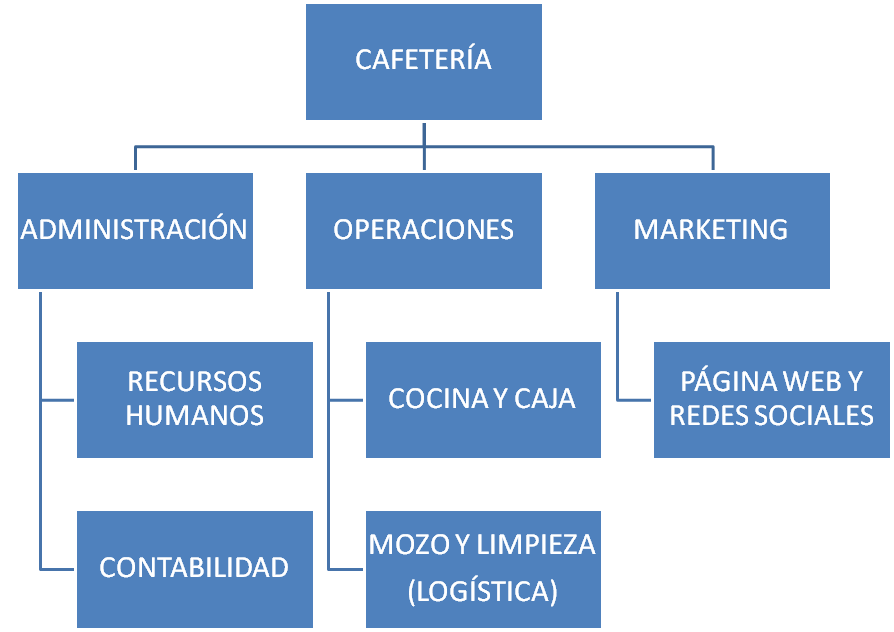 CAFETERÍA
ADMINISTRACIÓN
OPERACIONES
MARKETING
RECURSOS
HUMANOS
COCINA Y CAJA
PÁGINA WEB Y
REDES SOCIALES
CONTABILIDAD
MOZO Y LIMPIEZA
(LOGÍSTICA)